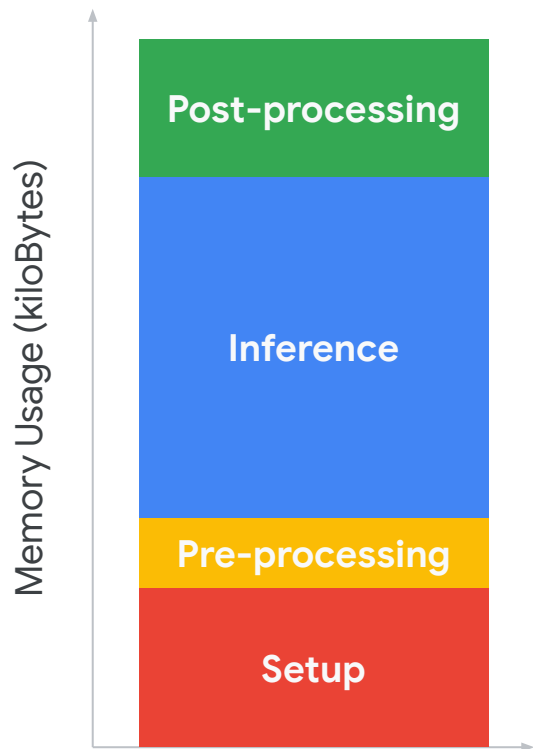 Memory Usage (kiloBytes)
Post-processing
Inference
Pre-processing
Setup